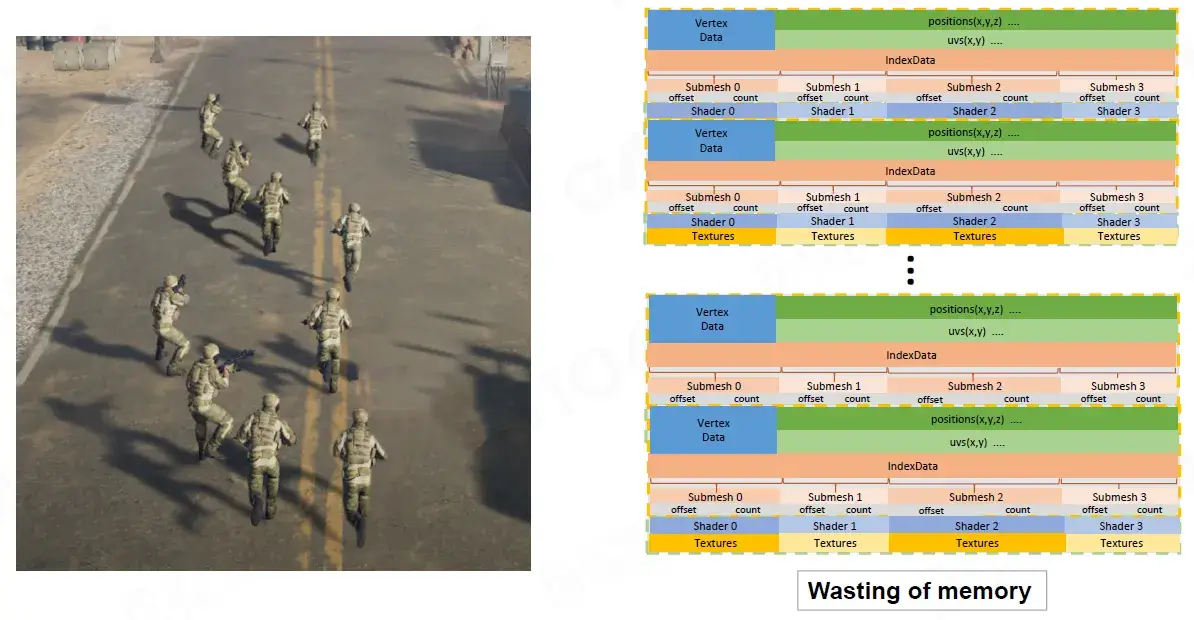 Vertex
Data
positions(x,y,z) ....
uvs(x,y) ....
IndexData
Submesh 0 Submesh 1 Submesh 2 Submesh 3
offset count offset count offset count offset count
Shader 0 Shader 1 Shader 2 Shader 3
Vertex
Data
positions(x,y,z) ....
uvs(x,y) ....
IndexData
Submesh 0 Submesh 1 Submesh 2 Submesh 3
offset count offset count offset count offset count
Shader 0 Shader 1 Shader 2 Shader 3
Textures Textures Textures Textures
Vertex
Data
positions(x,y,z) ....
uvs(x,y) ....
IndexData
Submesh 0 Submesh 1 Submesh 2 Submesh 3
offset count offset count offset count offset count
Vertex
Data
positions(x,y,z) ....
uvs(x,y) ....
IndexData
Submesh 0 Submesh 1 Submesh 2 Submesh 3
offset count offset count offset count offset count
Shader 0 Shader 1 Shader 2 Shader 3
Textures Textures Textures Textures
Wasting of memory